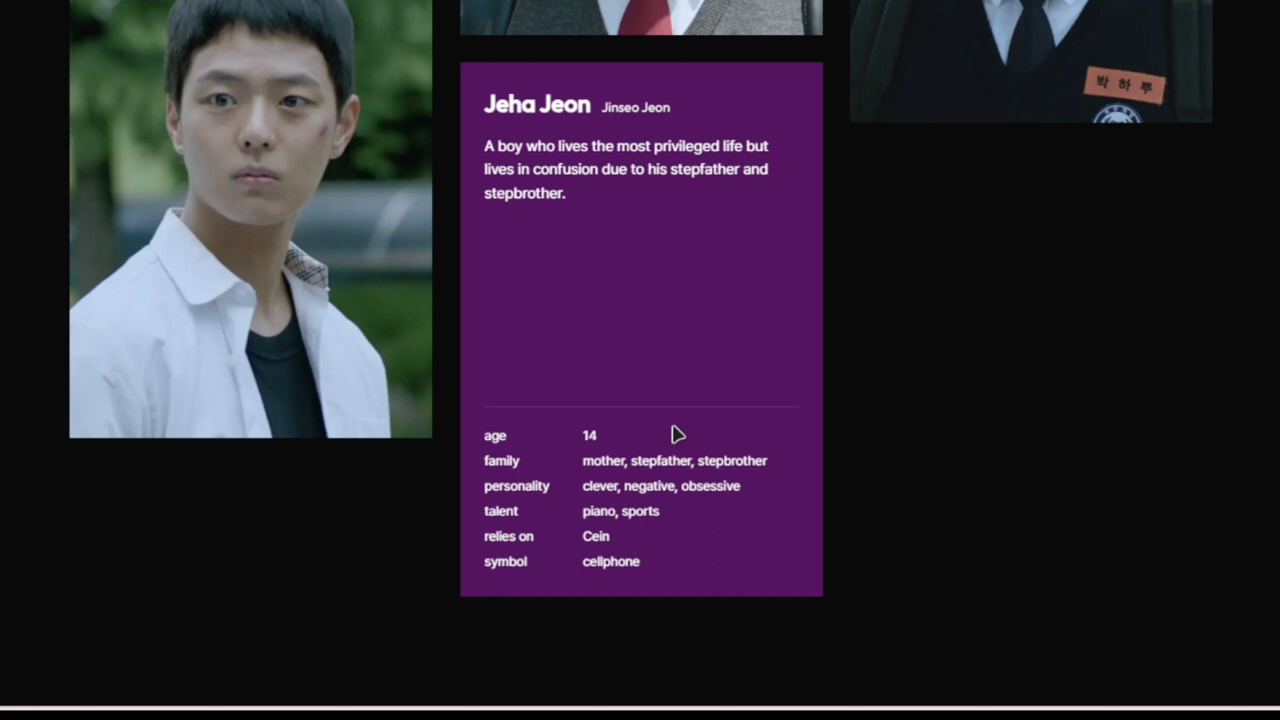 박하루
Jeha Jeon Jinseo Jeon
A boy who lives the most privileged life but
lives in confusion due to his stepfather and
stepbrother.
age 14
family mother, stepfather, stepbrother
personality clever, negative, obsessive
talent piano, sports
relies on Cein
symbol cellphone